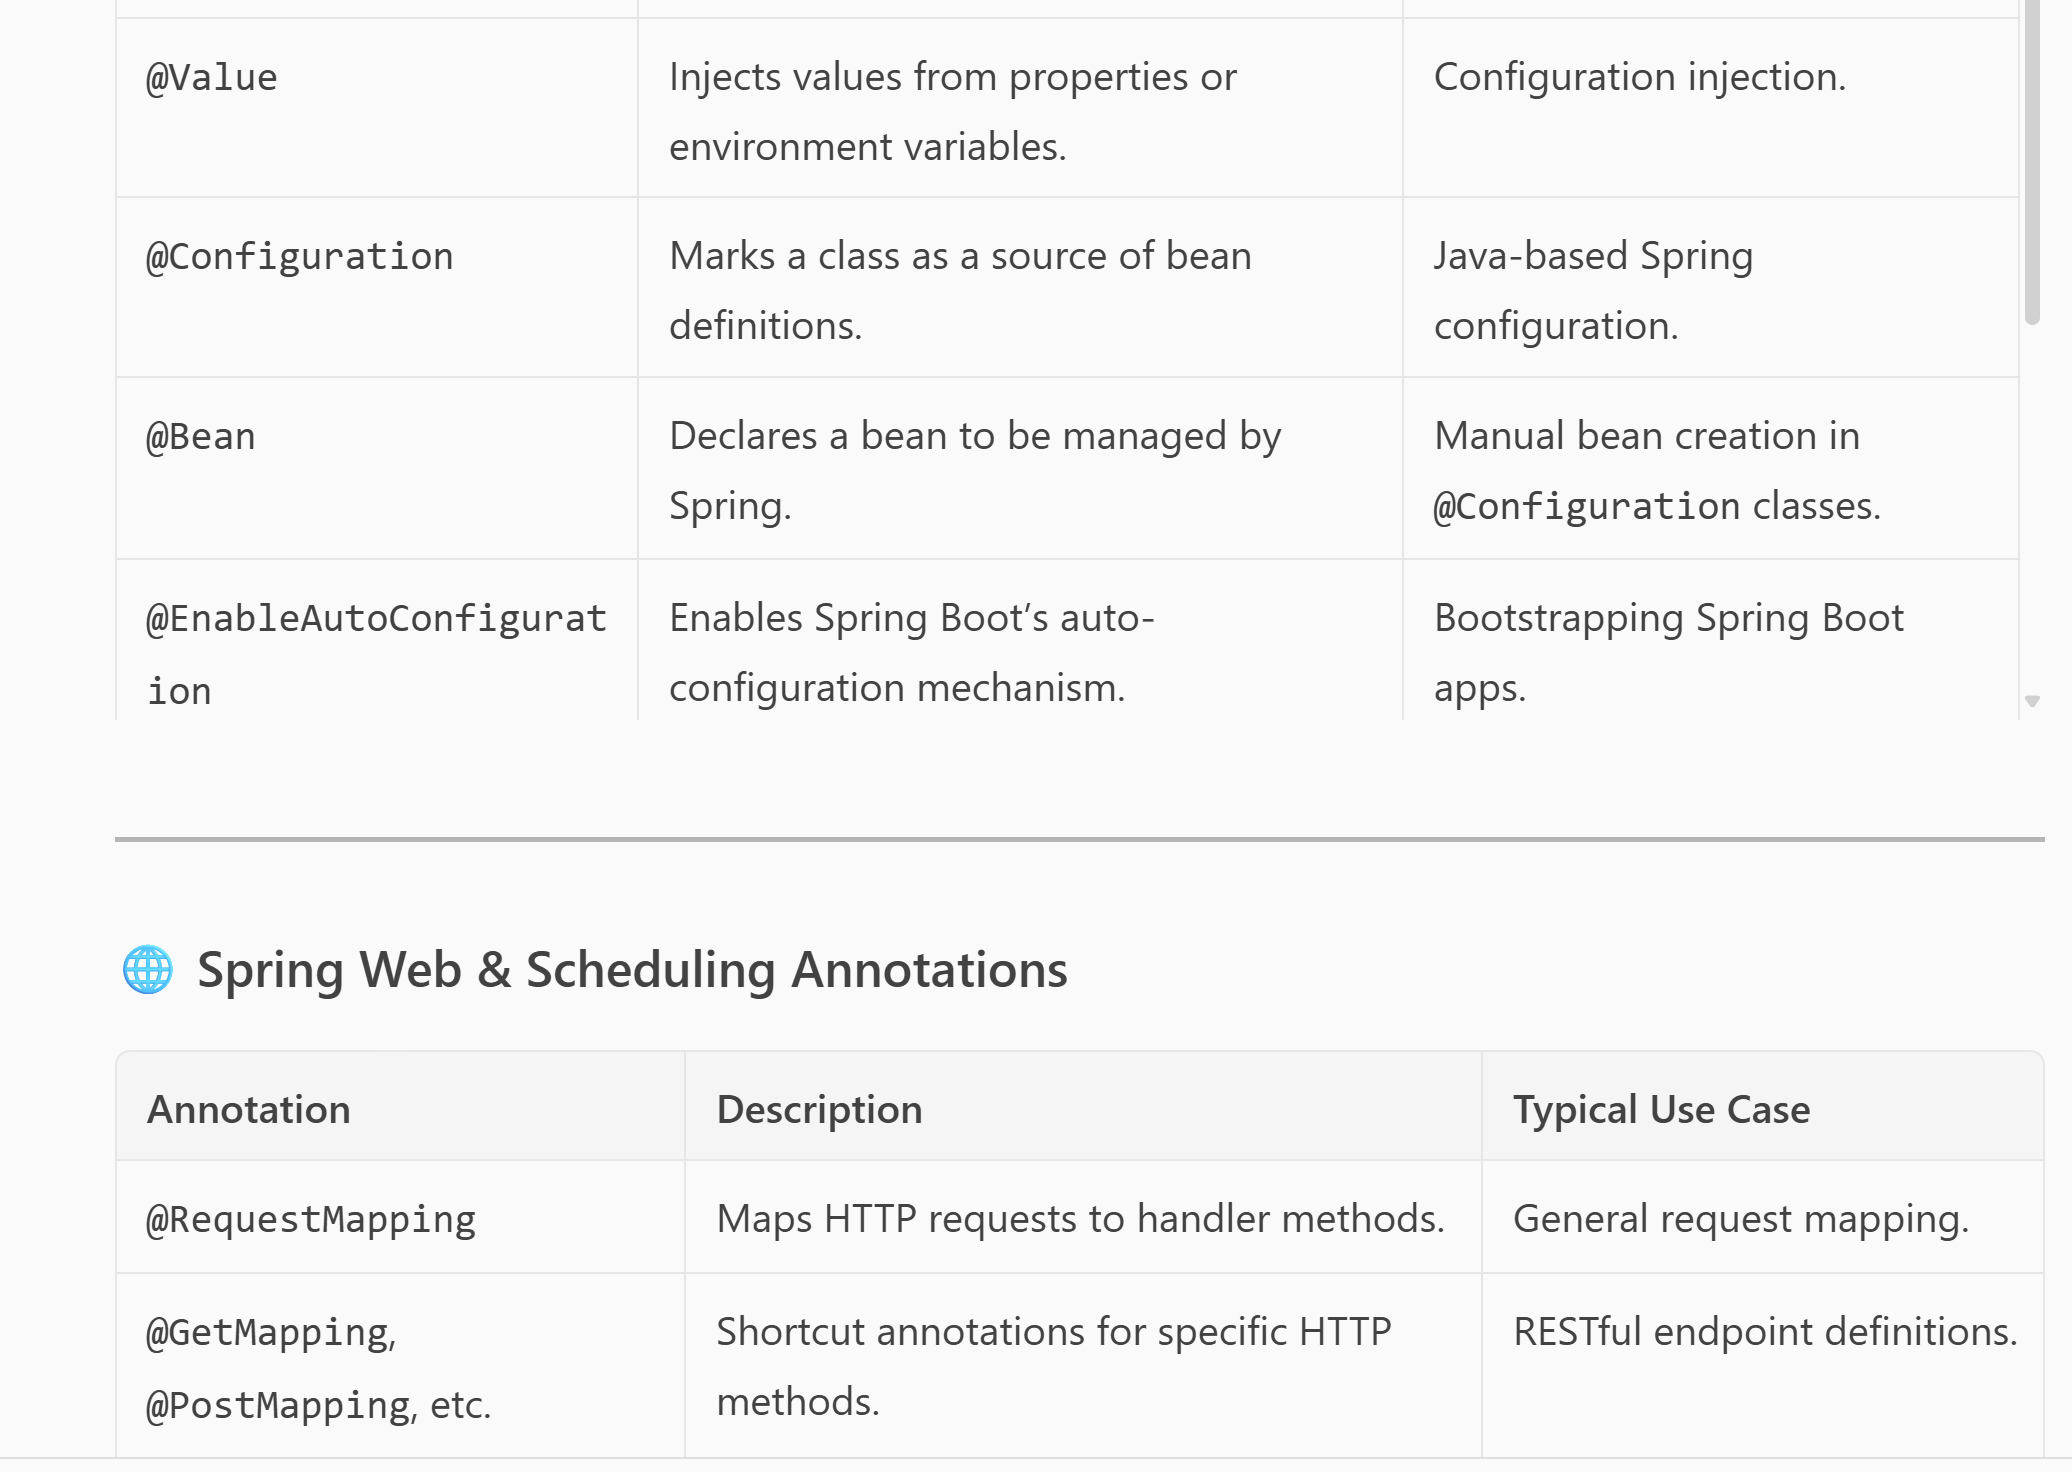 @Value
Injects values from properties or
environment variables.
Configuration injection.
@Configuration
Marks a class as a source of bean
definitions.
Java-based Spring
configuration.
@Bean
Declares a bean to be managed by
Spring.
Manual bean creation in
@Configuration classes.
@EnableAutoConfigurat
ion
Enables Spring Boot’s auto-
configuration mechanism.
Bootstrapping Spring Boot
apps.
Spring Web & Scheduling Annotations
Annotation
Description
Typical Use Case
@RequestMapping
Maps HTTP requests to handler methods.
General request mapping.
@GetMapping,
@PostMapping, etc.
Shortcut annotations for specific HTTP
methods.
RESTful endpoint definitions.